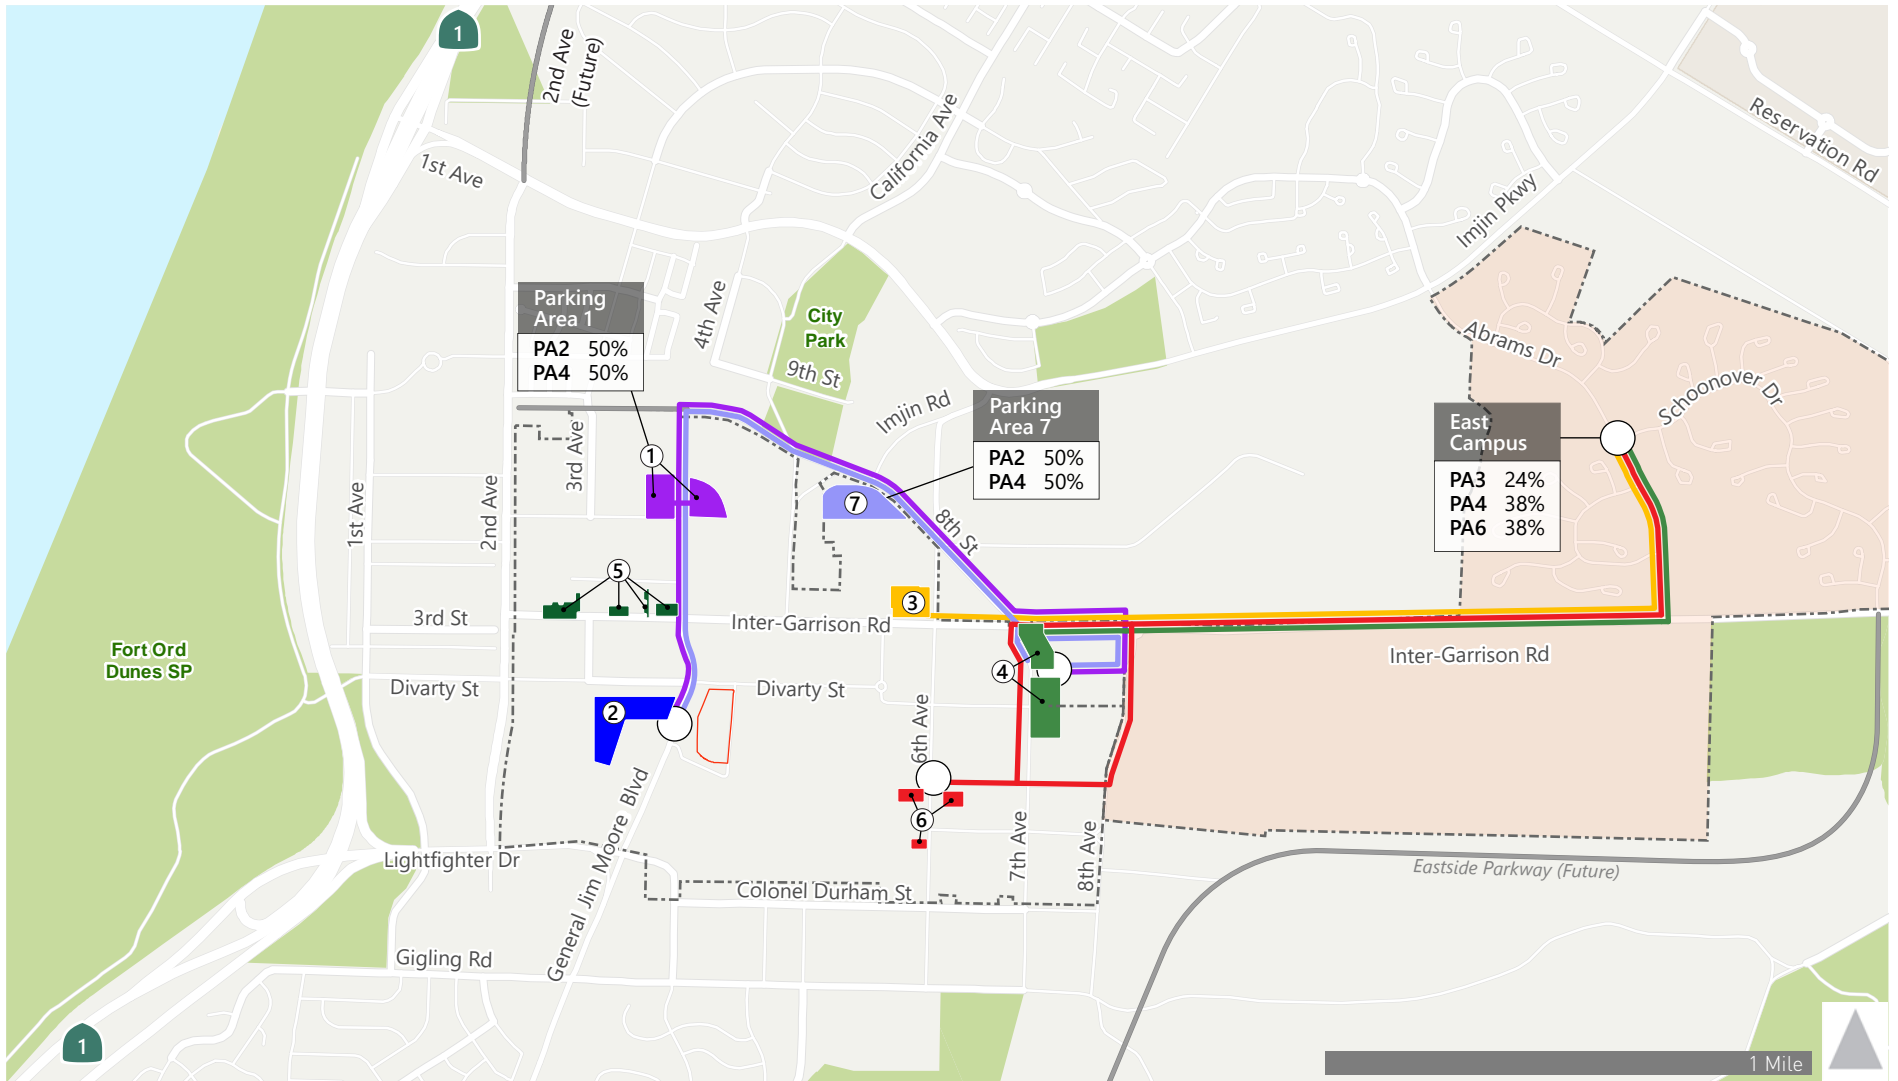 1
2nd Ave
(Future)
1st Ave
California Ave
Reservation Rd
Imjin Pkwy
Parking
Area 1
PA2 50%
PA4 50%
4th Ave
City
Park
9th St
Imjin Rd
Abrams Dr
Schoonover Dr
Parking
Area 7
PA2 50%
PA4 50%
East
Campus
PA3 24%
PA4 38%
PA6 38%
1
3rd Ave
2nd Ave
1st Ave
7
8th St
5
3
3rd St
Inter-Garrison Rd
Inter-Garrison Rd
Fort Ord
Dunes SP
4
Divarty St
Divarty St
2
6th Ave
General Jim Moore Blvd
6
7th Ave
8th Ave
Lightfighter Dr
Eastside Parkway (Future)
Colonel Durham St
Gigling Rd
1
1 Mile